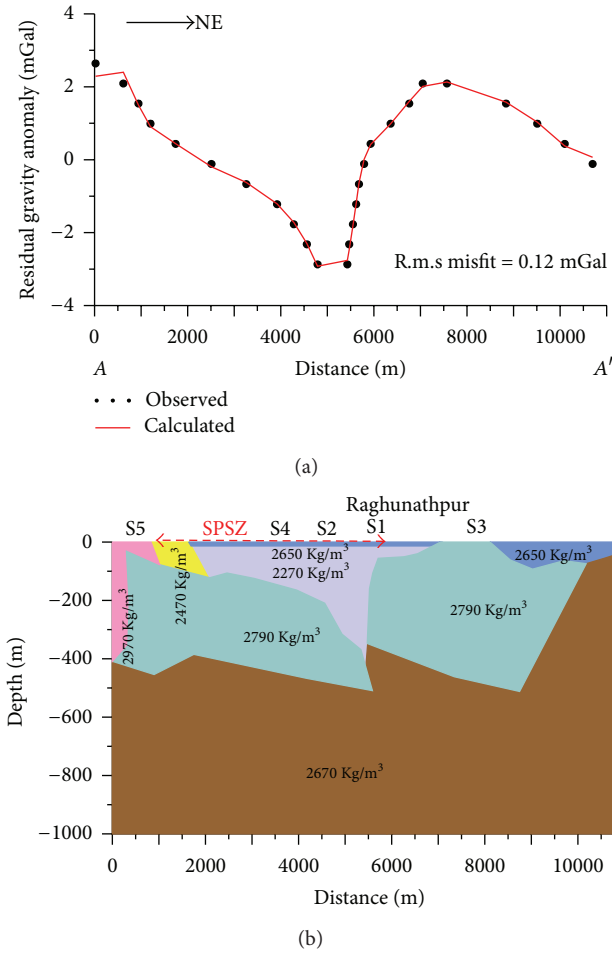 NE
Residual gravity anomaly (mGal)
4
2
0
−2
−4
R.m.s misfit = 0.12 mGal
0 2000 4000 6000 8000 10000
A Distance (m) A′
Observed
Calculated
(a)
Raghunathpur
S5 SPSZ S4 S2 S1 S3
Depth (m)
0
−200
−400
−600
−800
−1000
2970 Kg/m³
2470 Kg/m³
2650 Kg/m³
2270 Kg/m³
2790 Kg/m³
2790 Kg/m³
2650 Kg/m³
2670 Kg/m³
0 2000 4000 6000 8000 10000
Distance (m)
(b)